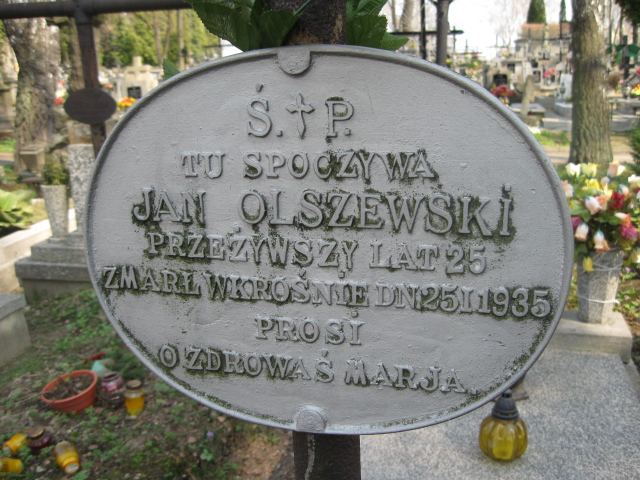 Ś.†P.
TU SPOCZYWA
JAN OLSZEWSKI
PRZEŻYWSZY LAT 25
ZMARŁ W KROŚNIE DN 25 I 1935
PROSI
O ZDROWAŚ MARJA